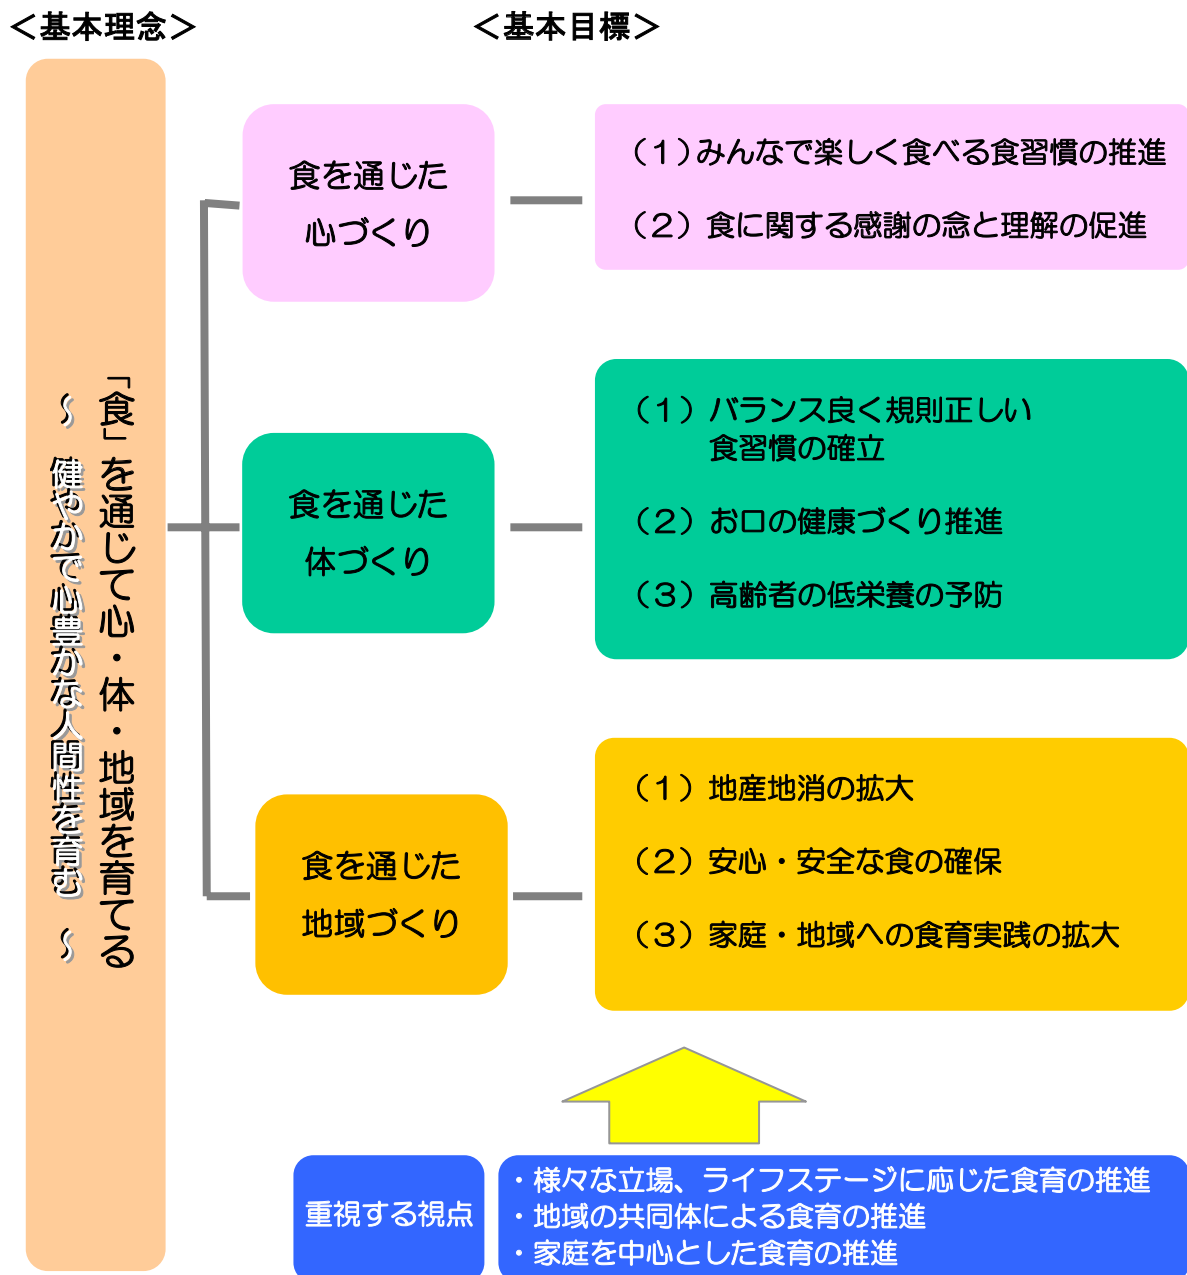 ＜基本理念＞
＜基本目標＞
「食」を通じて心・体・地域を育てる
～ 健やかで心豊かな人間性を育む ～
食を通じた
心づくり
（１）みんなで楽しく食べる食習慣の推進
（２）食に関する感謝の念と理解の促進
食を通じた
体づくり
（１）バランス良く規則正しい
食習慣の確立
（２）お口の健康づくり推進
（３）高齢者の低栄養の予防
食を通じた
地域づくり
（１）地産地消の拡大
（２）安心・安全な食の確保
（３）家庭・地域への食育実践の拡大
重視する視点
・様々な立場、ライフステージに応じた食育の推進
・地域の共同体による食育の推進
・家庭を中心とした食育の推進